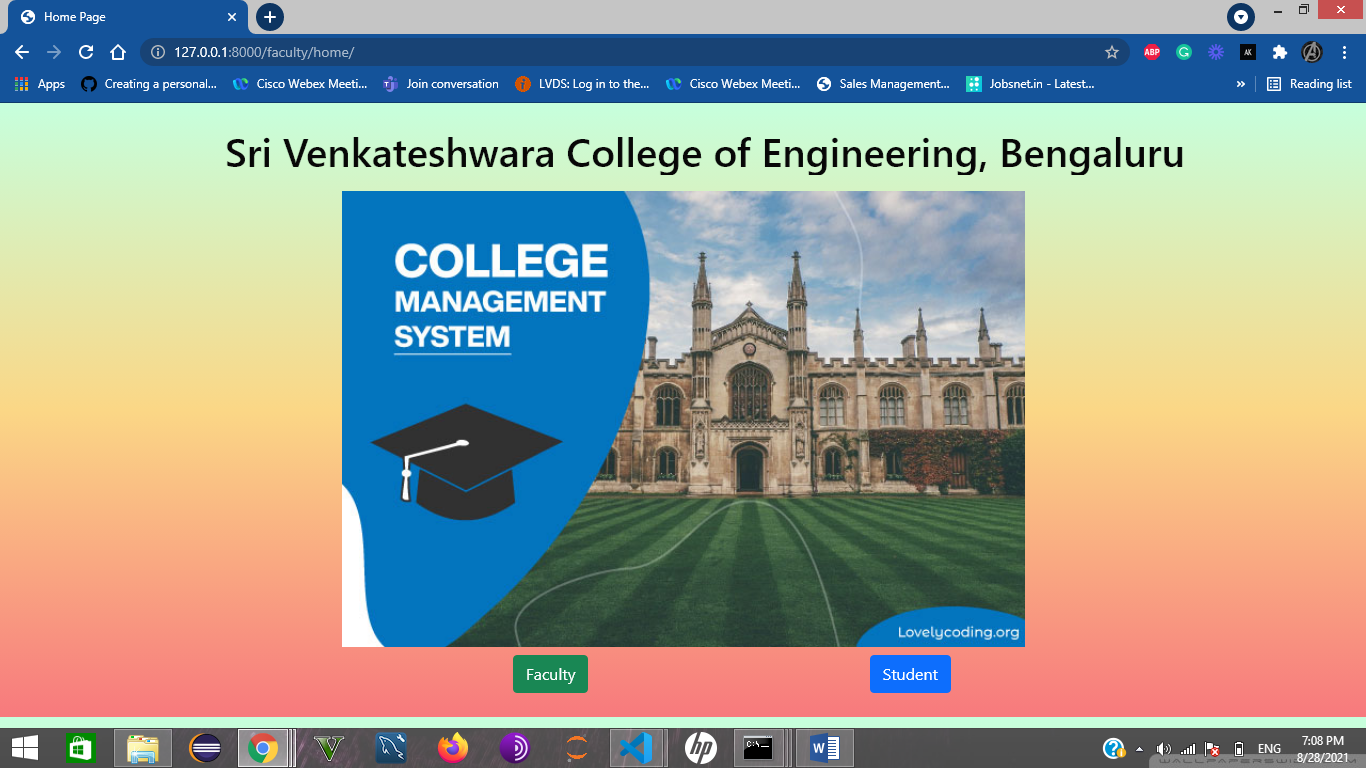 Home Page
127.0.0.1:8000/faculty/home/
ABP
AK
Apps
Creating a personal...
Cisco Webex Meeti...
Join conversation
LVDS: Log in to the...
Cisco Webex Meeti...
Sales Management...
Jobsnet.in - Latest...
»
Reading list
Sri Venkateshwara College of Engineering, Bengaluru
COLLEGE
MANAGEMENT
SYSTEM
Lovelycoding.org
Faculty
Student
ENG
7:08 PM
8/28/2021